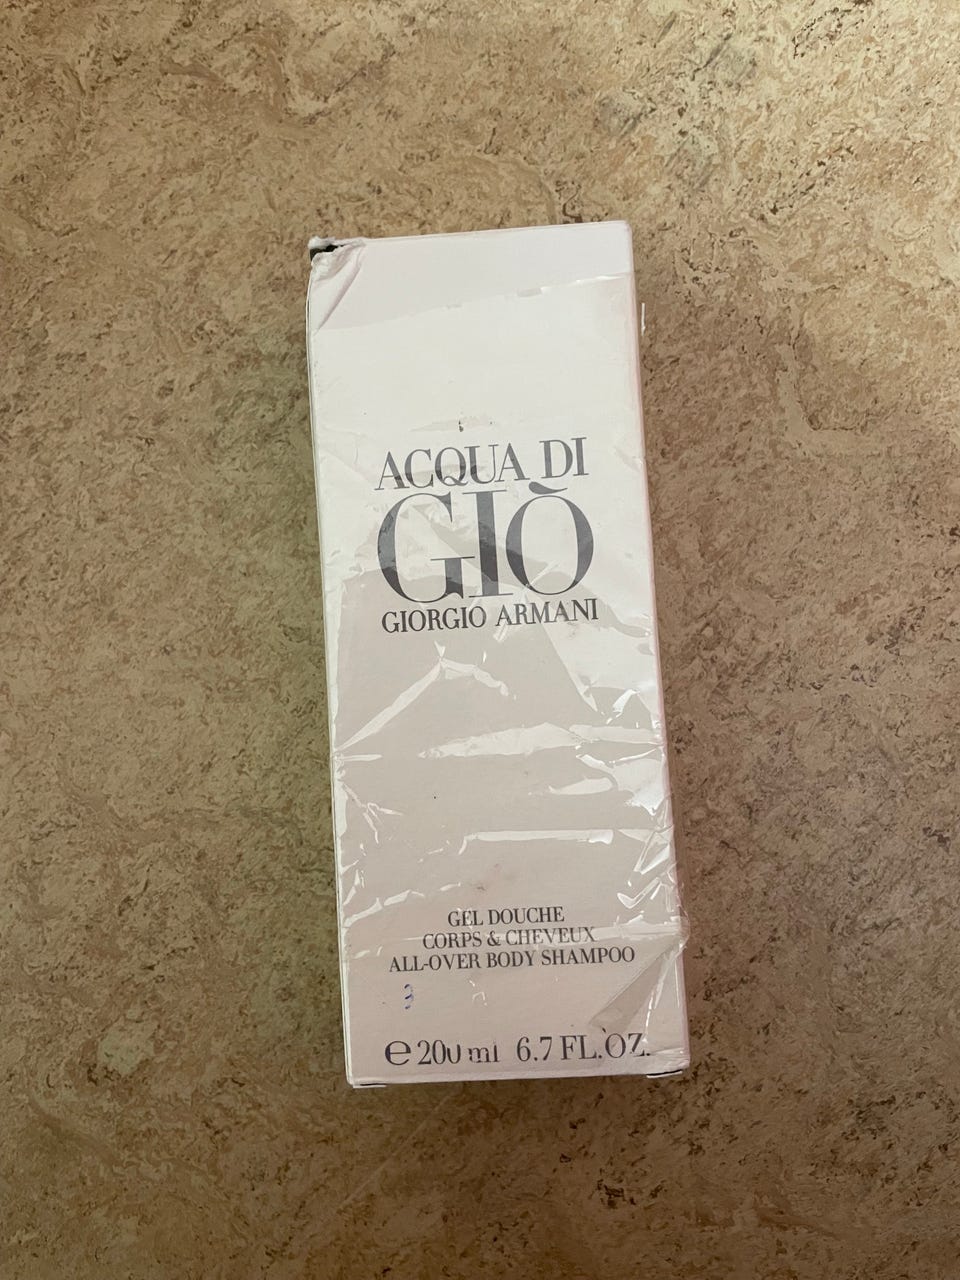 ACQUA DI
GIÒ
GIORGIO ARMANI
GEL DOUCHE
CORPS & CHEVEUX
ALL-OVER BODY SHAMPOO
3
℮ 200 ml 6.7 FL. OZ.